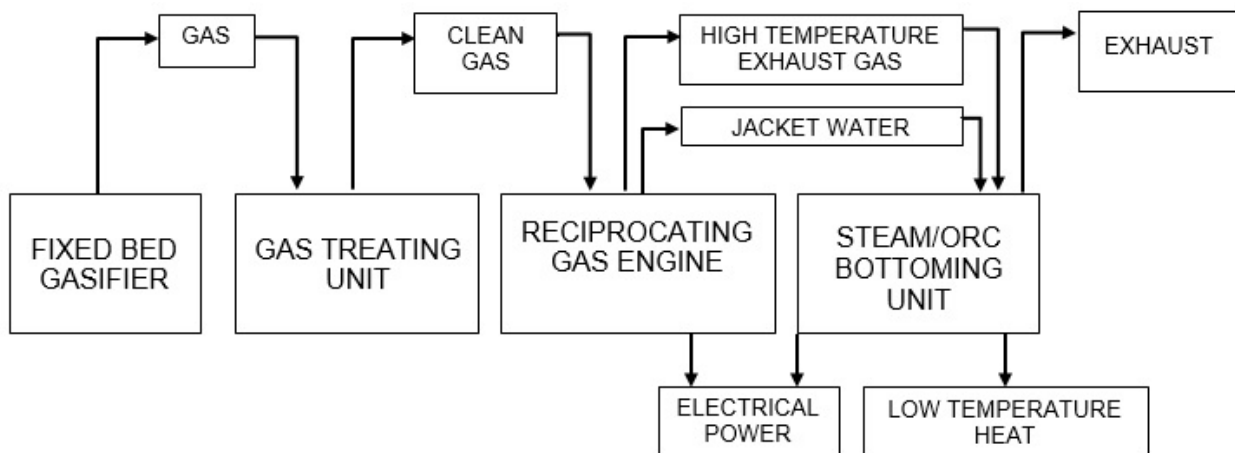 GAS
CLEAN
GAS
HIGH TEMPERATURE
EXHAUST GAS
EXHAUST
JACKET WATER
FIXED BED
GASIFIER
GAS TREATING
UNIT
RECIPROCATING
GAS ENGINE
STEAM/ORC
BOTTOMING
UNIT
ELECTRICAL
POWER
LOW TEMPERATURE
HEAT